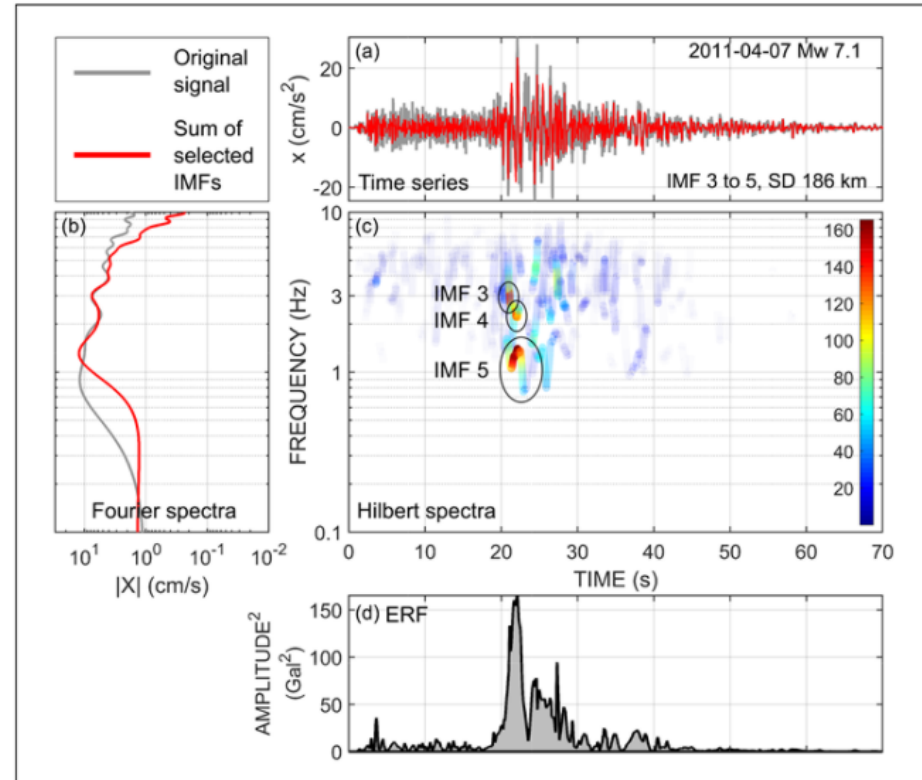 Original
signal
Sum of
selected
IMFs
(a)
2011-04-07 Mw 7.1
20
0
-20
x (cm/s²)
Time series
IMF 3 to 5, SD 186 km
(b)
Fourier spectra
10¹
10⁰
10⁻¹
10⁻²
|X| (cm/s)
(c)
10
3
1
0.1
FREQUENCY (Hz)
IMF 3
IMF 4
IMF 5
160
140
120
100
80
60
40
20
Hilbert spectra
0
10
20
30
40
50
60
70
TIME (s)
(d) ERF
150
100
50
0
AMPLITUDE²
(Gal²)